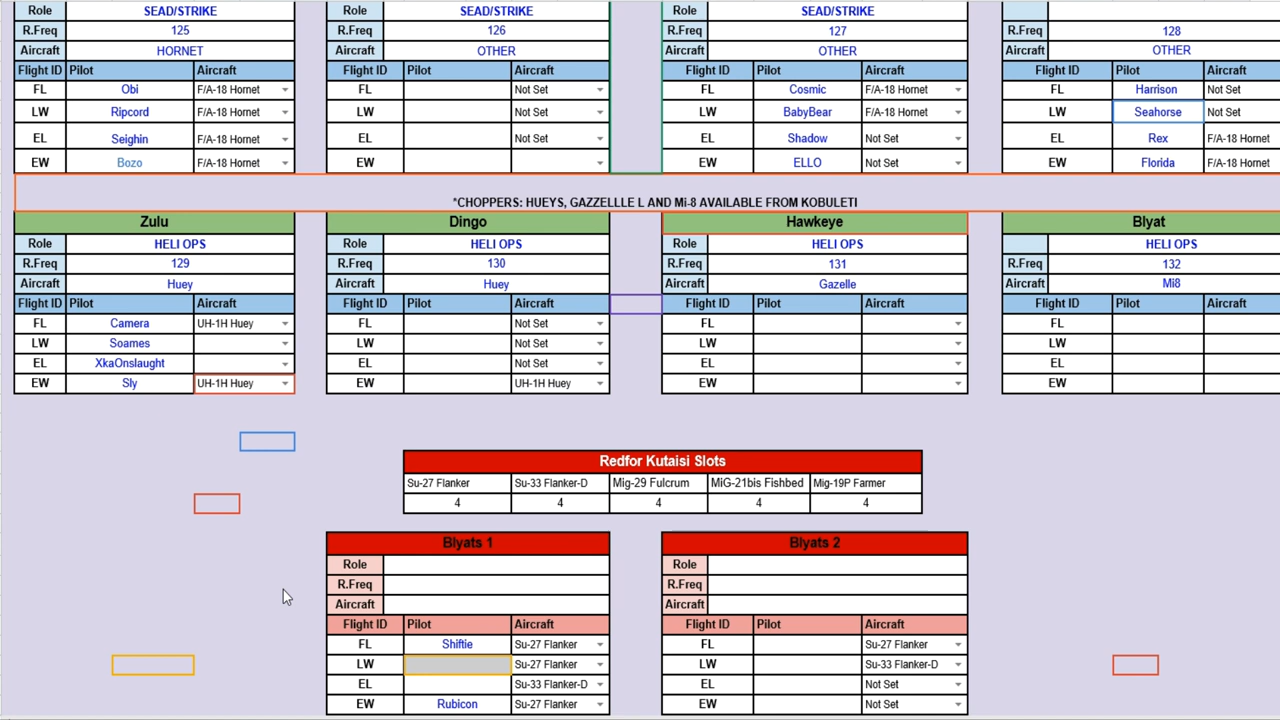 Role SEAD/STRIKE Role SEAD/STRIKE Role SEAD/STRIKE
R.Freq 125 R.Freq 126 R.Freq 127 R.Freq 128
Aircraft HORNET Aircraft OTHER Aircraft OTHER Aircraft OTHER
Flight ID Pilot Aircraft Flight ID Pilot Aircraft Flight ID Pilot Aircraft Flight ID Pilot Aircraft
FL Obi F/A-18 Hornet FL Not Set FL Cosmic F/A-18 Hornet FL Harrison Not Set
LW Ripcord F/A-18 Hornet LW Not Set LW BabyBear F/A-18 Hornet LW Seahorse Not Set
EL Seighin F/A-18 Hornet EL Not Set EL Shadow Not Set EL Rex F/A-18 Hornet
EW Bozo F/A-18 Hornet EW EW ELLO Not Set EW Florida F/A-18 Hornet
*CHOPPERS: HUEYS, GAZZELLLE L AND Mi-8 AVAILABLE FROM KOBULETI
Zulu Dingo Hawkeye Blyat
Role HELI OPS Role HELI OPS Role HELI OPS HELI OPS
R.Freq 129 R.Freq 130 R.Freq 131 R.Freq 132
Aircraft Huey Aircraft Huey Aircraft Gazelle Aircraft Mi8
Flight ID Pilot Aircraft Flight ID Pilot Aircraft Flight ID Pilot Aircraft Flight ID Pilot Aircraft
FL Camera UH-1H Huey FL Not Set FL FL
LW Soames LW Not Set LW LW
EL XkaOnslaught EL Not Set EL EL
EW Sly UH-1H Huey EW UH-1H Huey EW EW
Redfor Kutaisi Slots
Su-27 Flanker Su-33 Flanker-D Mig-29 Fulcrum MiG-21bis Fishbed Mig-19P Farmer
4 4 4 4 4
Blyats 1 Blyats 2
Role Role
R.Freq R.Freq
Aircraft Aircraft
Flight ID Pilot Aircraft Flight ID Pilot Aircraft
FL Shiftie Su-27 Flanker FL Su-27 Flanker
LW Su-27 Flanker LW Su-33 Flanker-D
EL Su-33 Flanker-D EL Not Set
EW Rubicon Su-27 Flanker EW Not Set